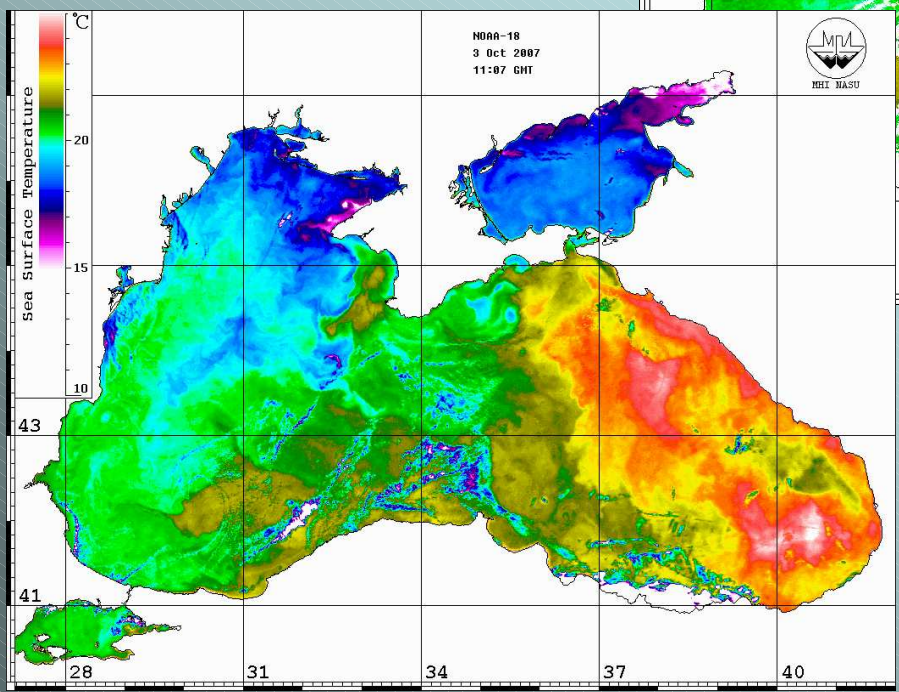 °C
NOAA-18
3 Oct 2007
11:07 GMT
MHI NASU
Sea Surface Temperature
20
15
10
43
41
28
31
34
37
40